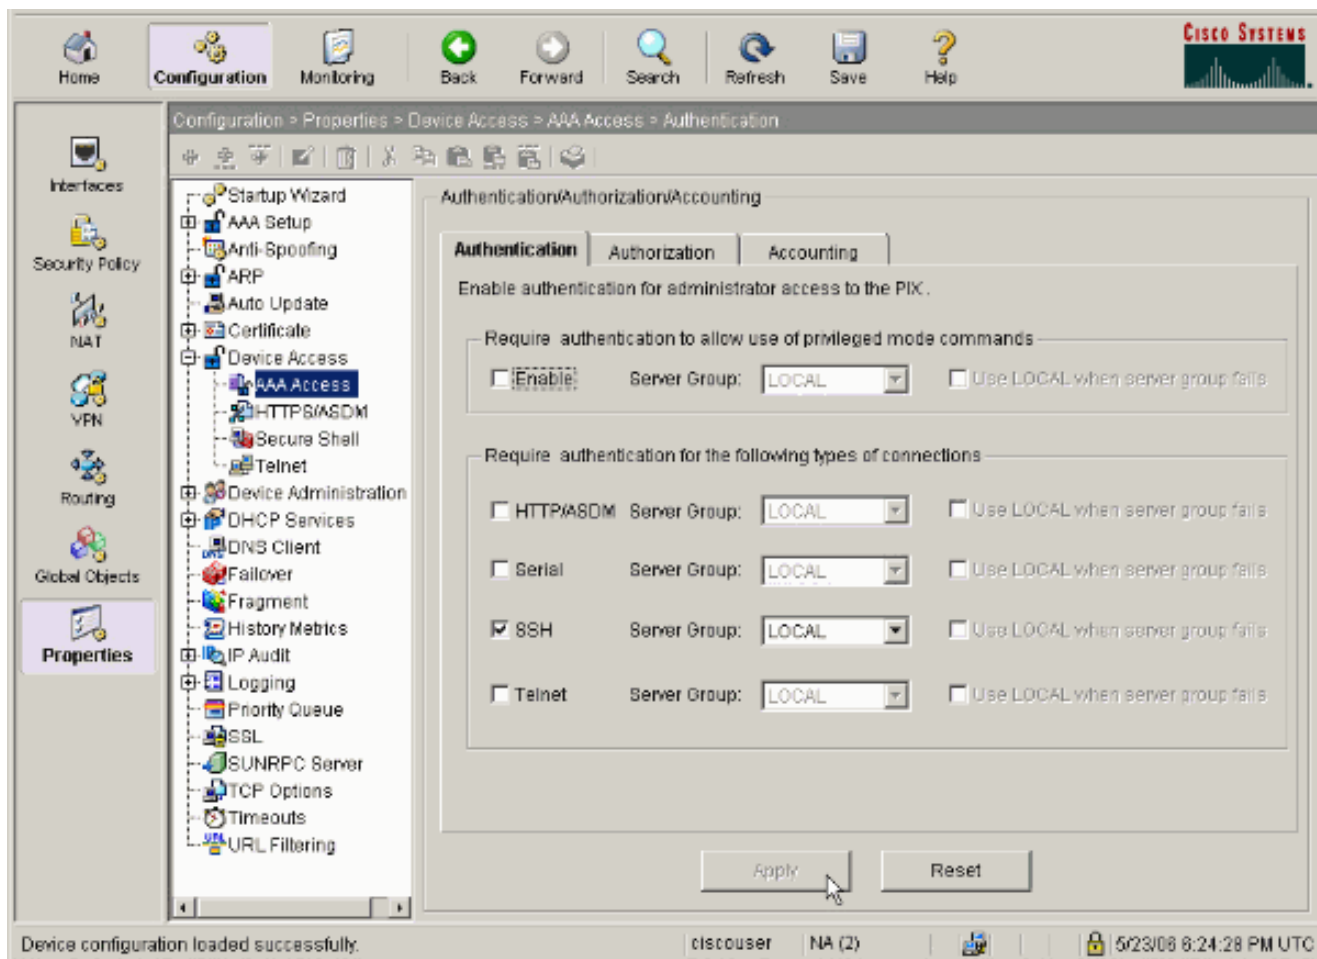 Home Configuration Monitoring Back Forward Search Refresh Save Help
CISCO SYSTEMS
Configuration > Properties > Device Access > AAA Access > Authentication
Interfaces
Security Policy
NAT
VPN
Routing
Global Objects
Properties
Startup Wizard
AAA Setup
Anti-Spoofing
ARP
Auto Update
Certificate
Device Access
AAA Access
HTTPS/ASDM
Secure Shell
Telnet
Device Administration
DHCP Services
DNS Client
Failover
Fragment
History Metrics
IP Audit
Logging
Priority Queue
SSL
SUNRPC Server
TCP Options
Timeouts
URL Filtering
Authentication/Authorization/Accounting
Authentication Authorization Accounting
Enable authentication for administrator access to the PIX.
Require authentication to allow use of privileged mode commands
Enable Server Group: LOCAL Use LOCAL when server group fails
Require authentication for the following types of connections
HTTP/ASDM Server Group: LOCAL Use LOCAL when server group fails
Serial Server Group: LOCAL Use LOCAL when server group fails
SSH Server Group: LOCAL Use LOCAL when server group fails
Telnet Server Group: LOCAL Use LOCAL when server group fails
Apply Reset
Device configuration loaded successfully. ciscouser NA (2) 5/23/06 6:24:28 PM UTC